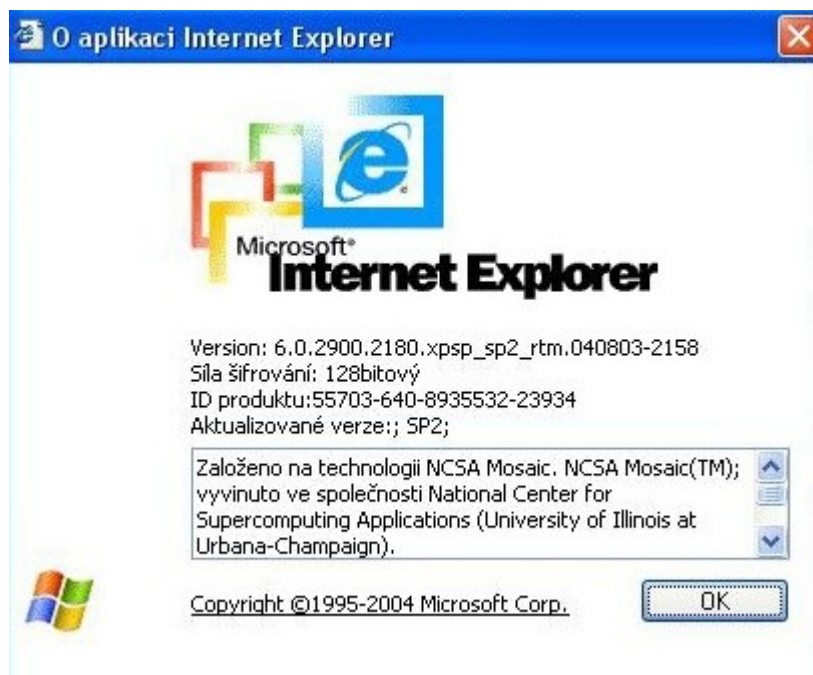 O aplikaci Internet Explorer
Microsoft®
Internet Explorer
Version: 6.0.2900.2180.xpsp_sp2_rtm.040803-2158
Síla šifrování: 128bitový
ID produktu:55703-640-8935532-23934
Aktualizované verze:; SP2;
Založeno na technologii NCSA Mosaic. NCSA Mosaic(TM);
vyvinuto ve společnosti National Center for
Supercomputing Applications (University of Illinois at
Urbana-Champaign).
Copyright ©1995-2004 Microsoft Corp.
OK